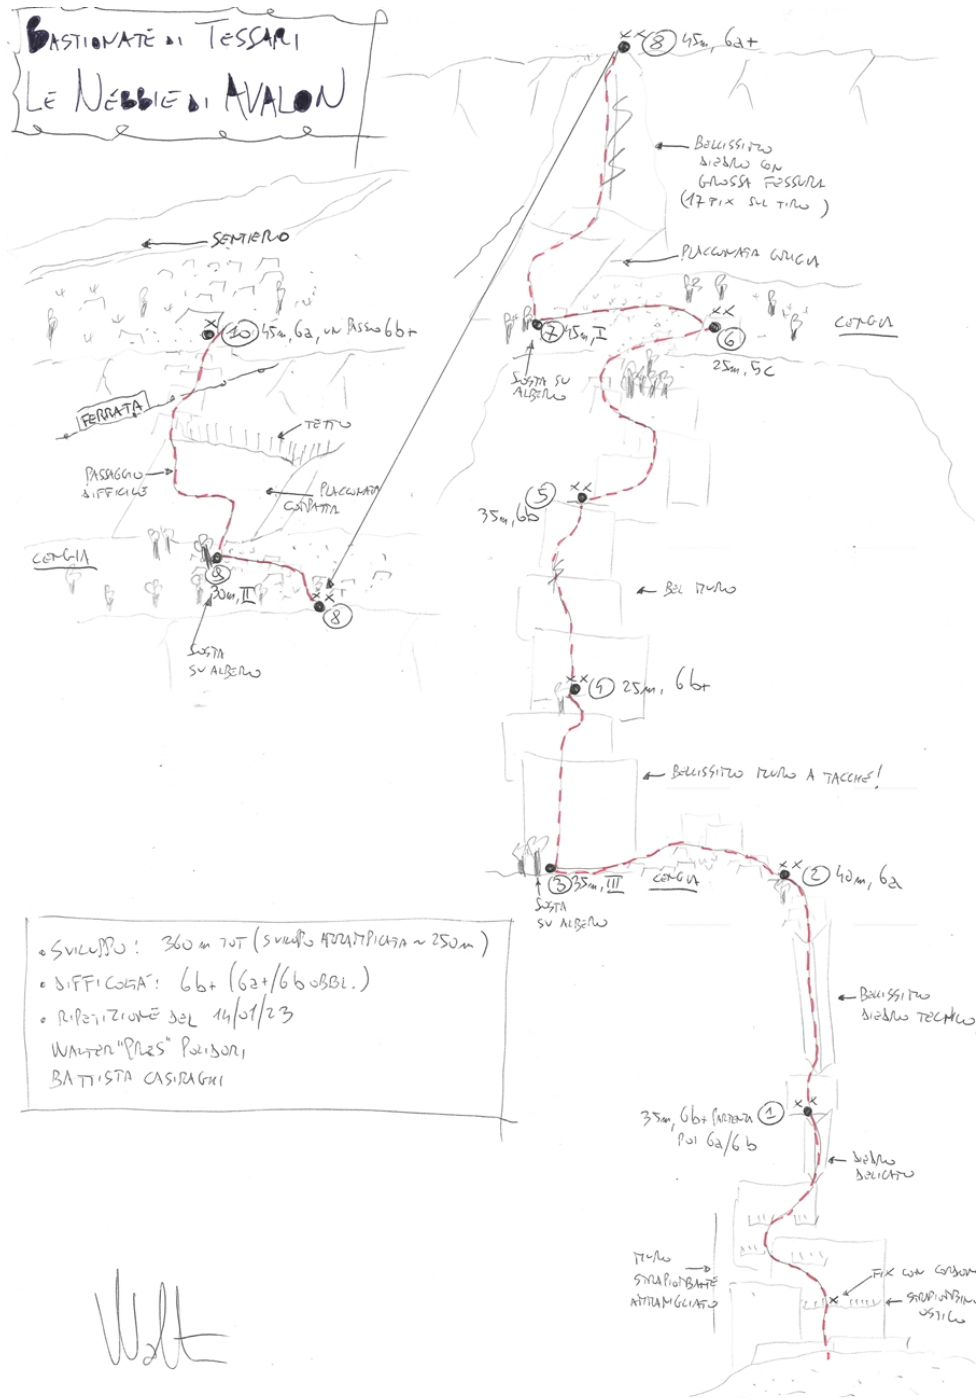 BASTIONATE DI TESSARI
LE NEBBIE DI AVALON
8 45m, 6a+
BELLISSIMO
DIEDRO CON
GROSSA FESSURA
(17 FIX SUL TIRO)
SENTIERO
PLACCONATA GRIGIA
10 45m, 6a, UN PASSO 6b+
7 45m, I
6
CENGIA
25m, 5c
SOSTA SU
ALBERO
FERRATA
TETTO
PASSAGGIO
DIFFICILE
PLACCONATA
COMPATTA
5
35m, 6b
CENGIA
9
30m, II
8
BEL MURO
SOSTA
SU ALBERO
4 25m, 6b+
BELLISSIMO MURO A TACCHE!
3 35m, III
CENGIA
2 40m, 6a
SOSTA
SU ALBERO
• SVILUPPO: 360 m TOT (SVILUPPO ARRAMPICATA ~ 250m)
• DIFFICOLTÀ: 6b+ (6a+/6b OBBL.)
• RIPETIZIONE DEL 14/01/23
WALTER "PRES" POLIDORI
BATTISTA CASIRAGHI
BELLISSIMO
DIEDRO TECNICO
35m, 6b+ PARTENZA 1
POI 6a/6b
DIEDRO
DELICATO
MURO
STRAPIOMBANTE
ATTAMIGLIATO
FIX CON CORDONE
STRAPIOMBINO
OSTICO
Walt